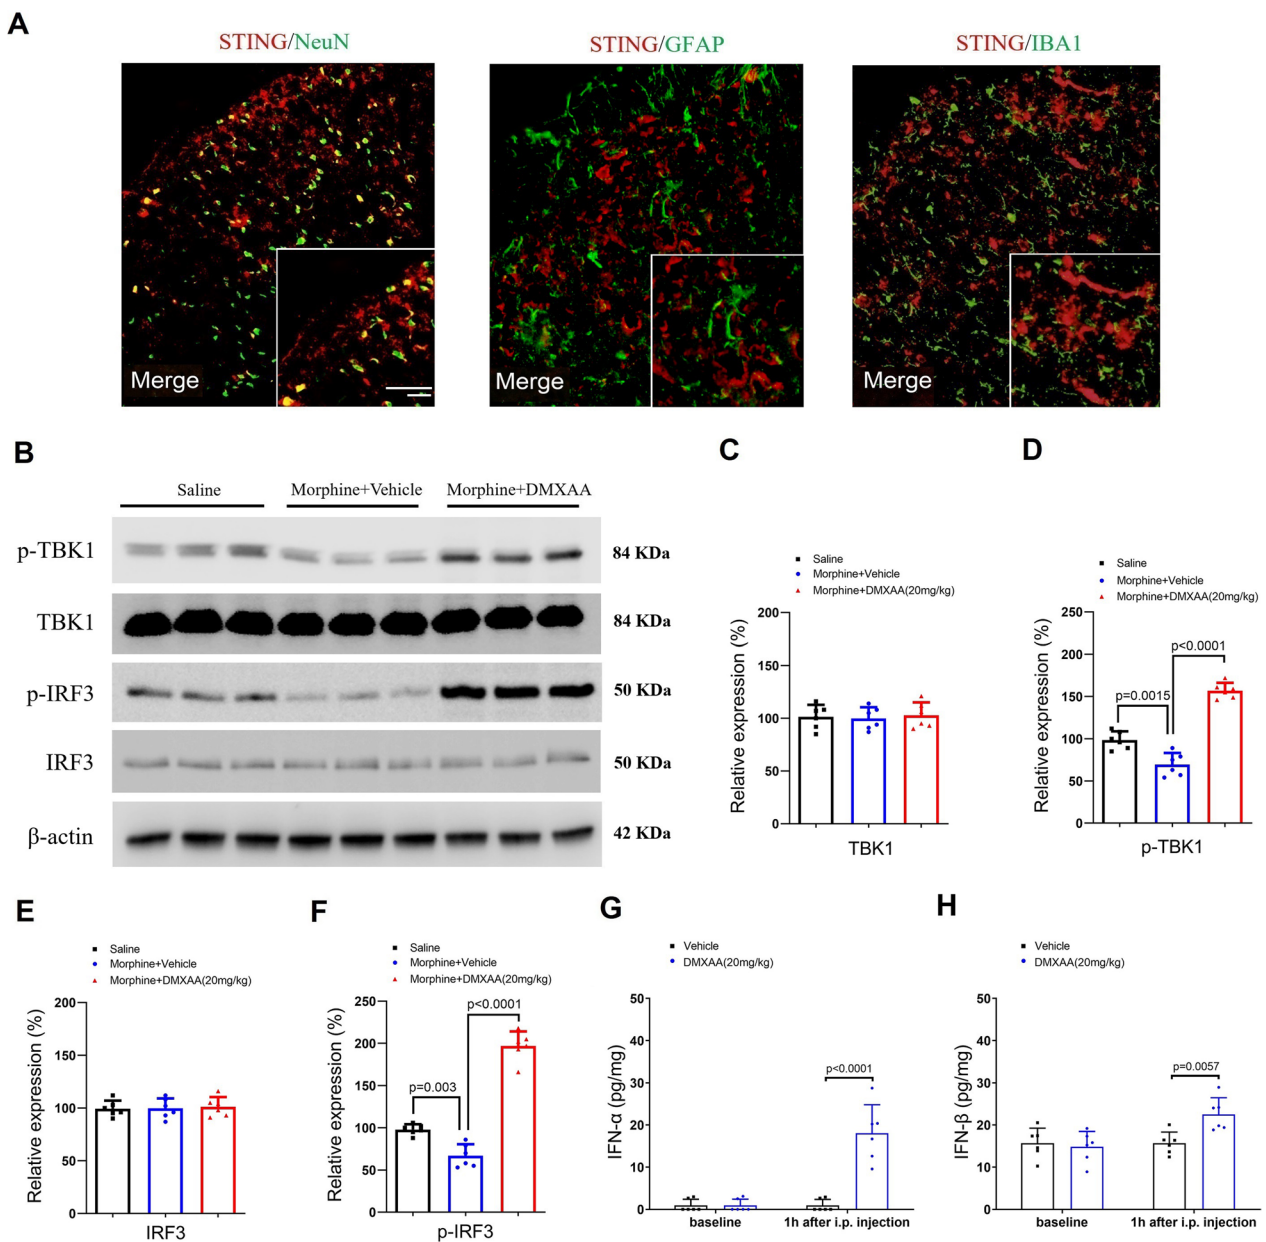 A
STING/NeuN
STING/GFAP
STING/IBA1
Merge
Merge
Merge
B
Saline
Morphine+Vehicle
Morphine+DMXAA
p-TBK1
84 KDa
TBK1
84 KDa
p-IRF3
50 KDa
IRF3
50 KDa
β-actin
42 KDa
C
Saline
Morphine+Vehicle
Morphine+DMXAA(20mg/kg)
Relative expression (%)
200
150
100
50
0
TBK1
D
Saline
Morphine+Vehicle
Morphine+DMXAA(20mg/kg)
Relative expression (%)
250
200
150
100
50
0
p=0.0015
p<0.0001
p-TBK1
E
Saline
Morphine+Vehicle
Morphine+DMXAA(20mg/kg)
Relative expression (%)
200
150
100
50
0
IRF3
F
Saline
Morphine+Vehicle
Morphine+DMXAA(20mg/kg)
Relative expression (%)
250
200
150
100
50
0
p=0.003
p<0.0001
p-IRF3
G
Vehicle
DMXAA(20mg/kg)
IFN-α (pg/mg)
50
40
30
20
10
0
p<0.0001
baseline
1h after i.p. injection
H
Vehicle
DMXAA(20mg/kg)
IFN-β (pg/mg)
50
40
30
20
10
0
p=0.0057
baseline
1h after i.p. injection